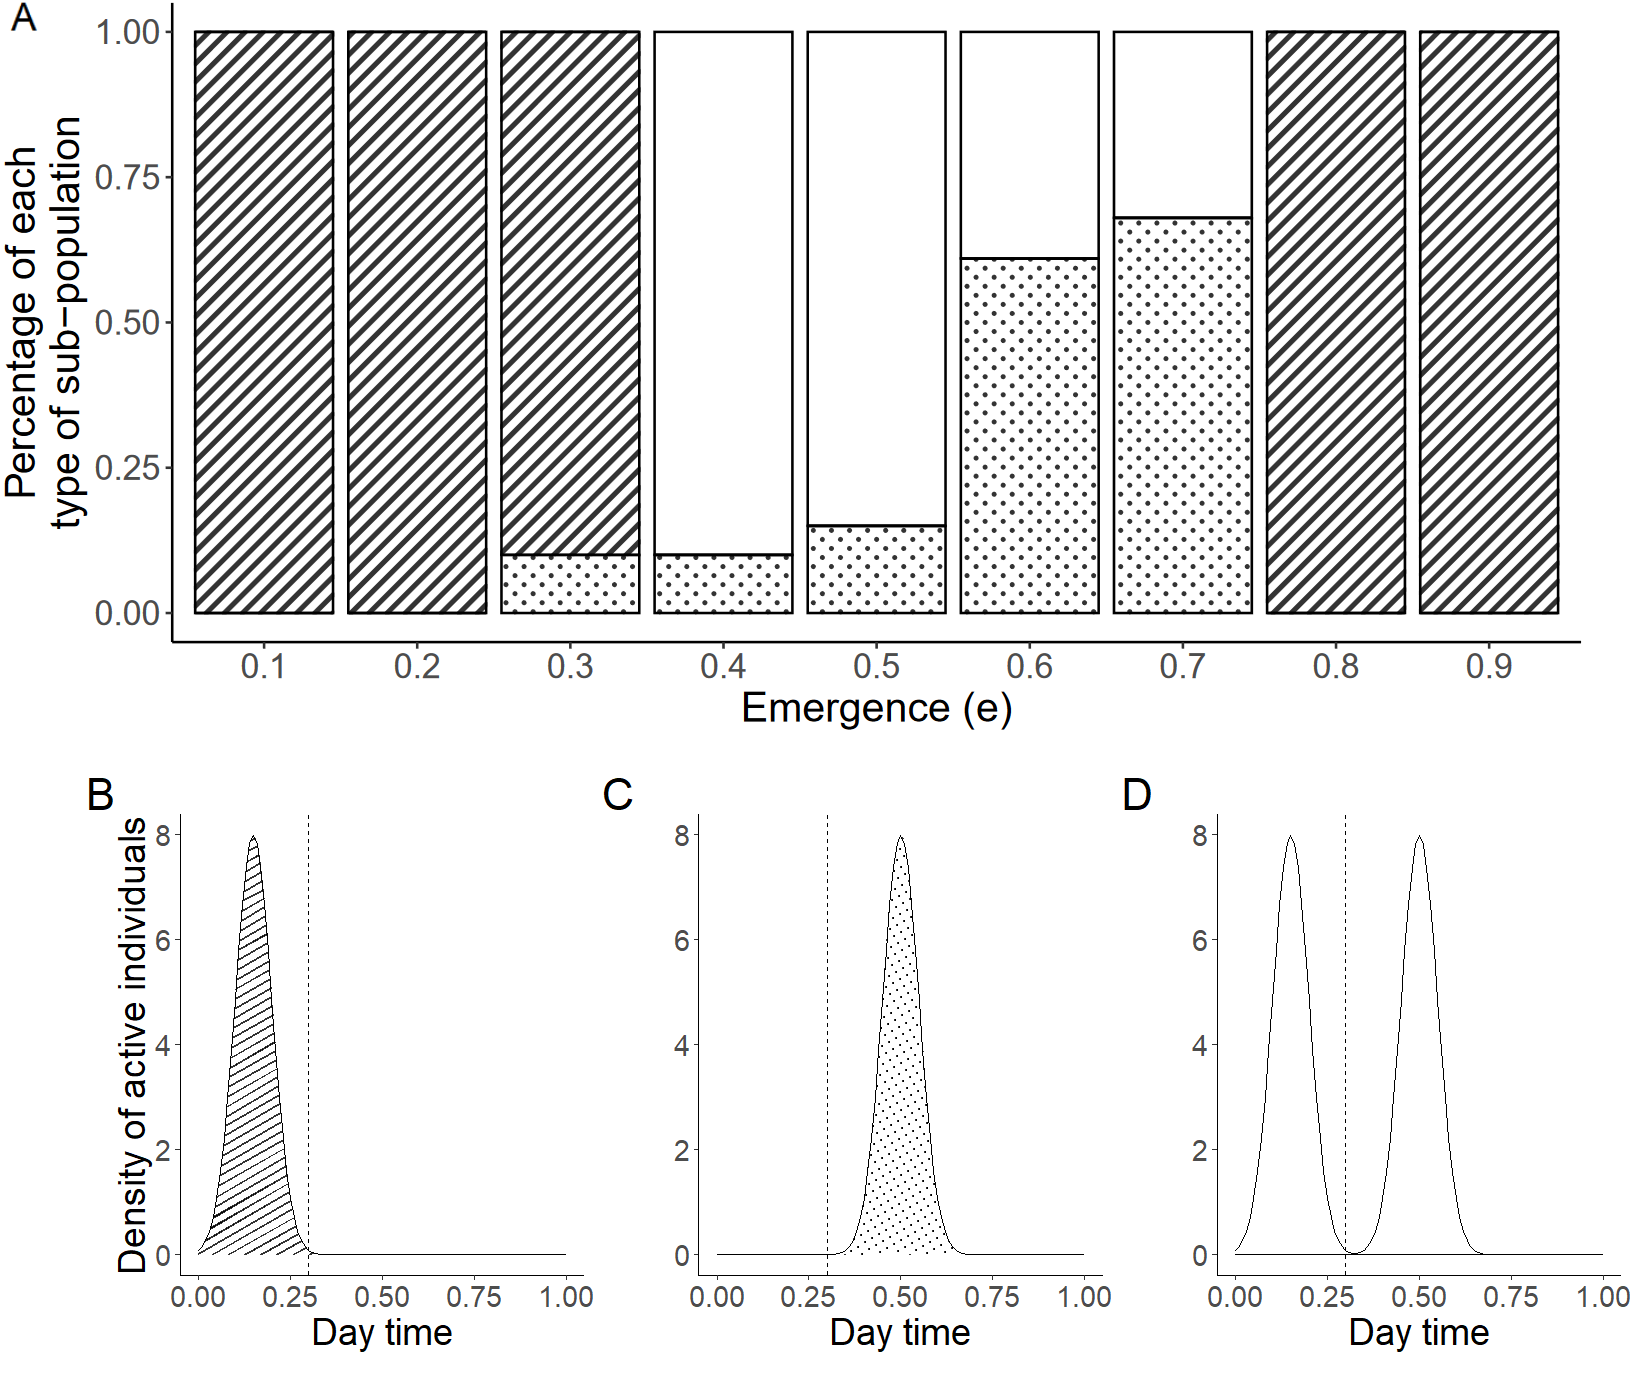 A
Percentage of each
type of sub−population
1.00
0.75
0.50
0.25
0.00
0.1 0.2 0.3 0.4 0.5 0.6 0.7 0.8 0.9
Emergence (e)
B
Density of active individuals
8
6
4
2
0
0.00 0.25 0.50 0.75 1.00
Day time
C
8
6
4
2
0
0.00 0.25 0.50 0.75 1.00
Day time
D
8
6
4
2
0
0.00 0.25 0.50 0.75 1.00
Day time